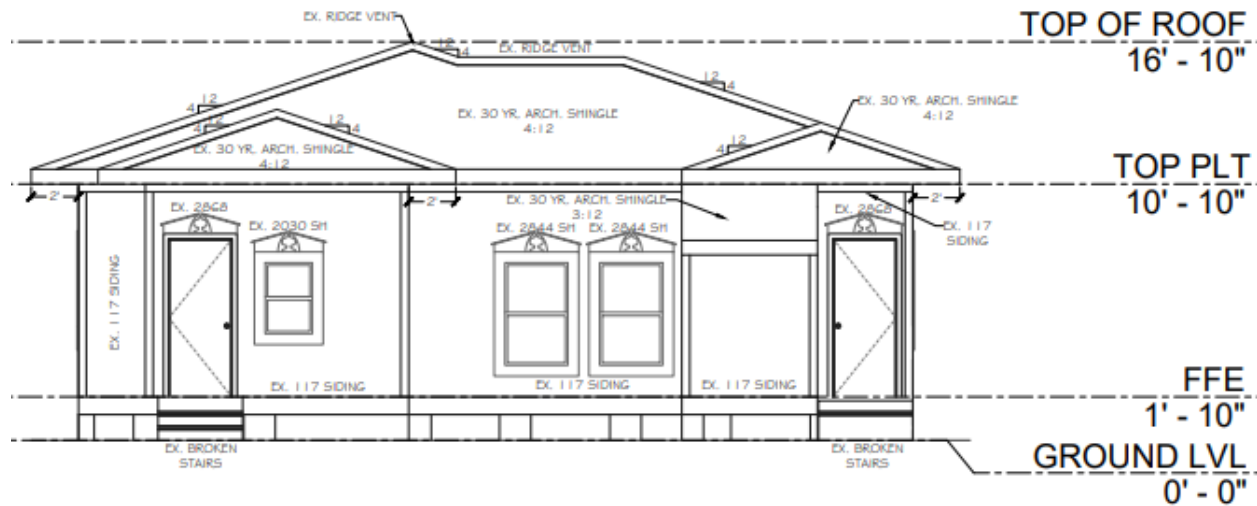 EX. RIDGE VENT
TOP OF ROOF
16' - 10"
12
4
EX. RIDGE VENT
12
4
12
4
EX. 30 YR. ARCH. SHINGLE
4:12
EX. 30 YR. ARCH. SHINGLE
4:12
12
4
12
4
EX. 30 YR. ARCH. SHINGLE
4:12
12
4
TOP PLT
10' - 10"
2'
2'
2'
EX. 30 YR. ARCH. SHINGLE
3:12
EX. 2868
EX. 2030 SH
EX. 2844 SH
EX. 2844 SH
EX. 2868
EX. 117
SIDING
EX. 117 SIDING
EX. 117 SIDING
EX. 117 SIDING
EX. 117 SIDING
FFE
1' - 10"
EX. BROKEN
STAIRS
EX. BROKEN
STAIRS
GROUND LVL
0' - 0"